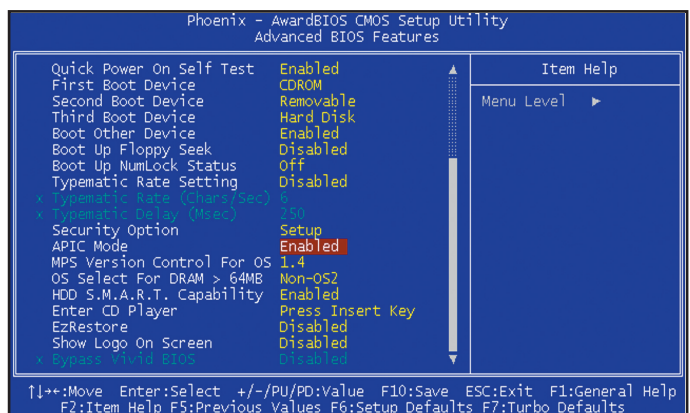 Phoenix - AwardBIOS CMOS Setup Utility
Advanced BIOS Features
Quick Power On Self Test Enabled
First Boot Device CDROM
Second Boot Device Removable
Third Boot Device Hard Disk
Boot Other Device Enabled
Boot Up Floppy Seek Disabled
Boot Up NumLock Status Off
Typematic Rate Setting Disabled
x Typematic Rate (Chars/Sec) 6
x Typematic Delay (Msec) 250
Security Option Setup
APIC Mode Enabled
MPS Version Control For OS 1.4
OS Select For DRAM > 64MB Non-OS2
HDD S.M.A.R.T. Capability Enabled
Enter CD Player Press Insert Key
EzRestore Disabled
Show Logo On Screen Disabled
x Bypass Vivid BIOS Disabled
Item Help
Menu Level ►
↑↓→←:Move Enter:Select +/-/PU/PD:Value F10:Save ESC:Exit F1:General Help
F2:Item Help F5:Previous Values F6:Setup Defaults F7:Turbo Defaults